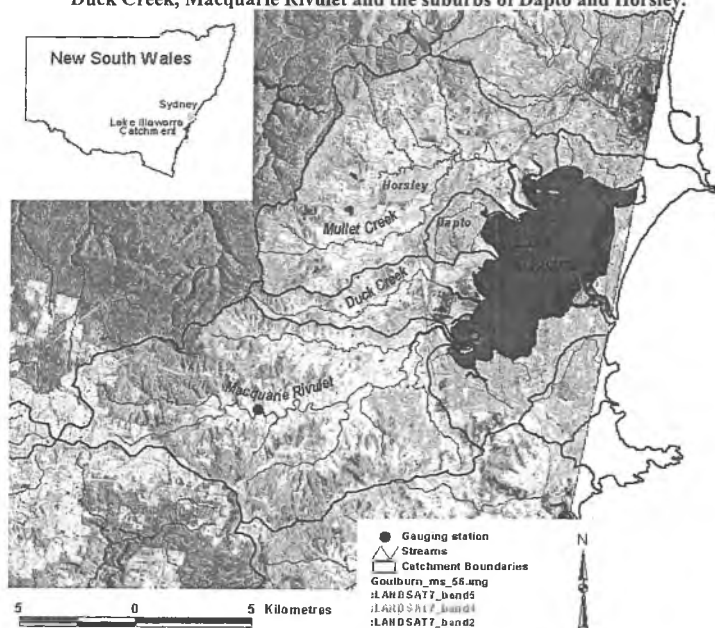 Duck Creek, Macquarie Rivulet and the suburbs of Dapto and Horsley.
New South Wales
Sydney
Lake Illawarra
Catchment
Horsley
Mullet Creek
Dapto
Duck Creek
Macquarie Rivulet
Gauging station
Streams
Catchment Boundaries
Goulburn_ms_56.img
:LANDSAT7_band5
:LANDSAT7_band4
:LANDSAT7_band2
N
5 0 5 Kilometres